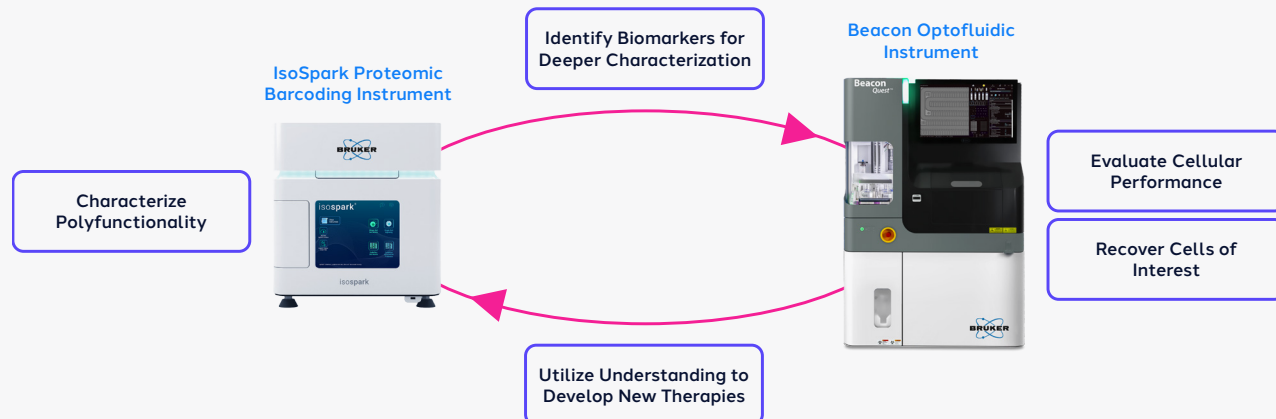 Identify Biomarkers for
Deeper Characterization
Beacon Optofluidic
Instrument
IsoSpark Proteomic
Barcoding Instrument
Beacon
Quest™
BRUKER
Characterize
Polyfunctionality
isospark
isospark
Evaluate Cellular
Performance
Recover Cells of
Interest
BRUKER
Utilize Understanding to
Develop New Therapies